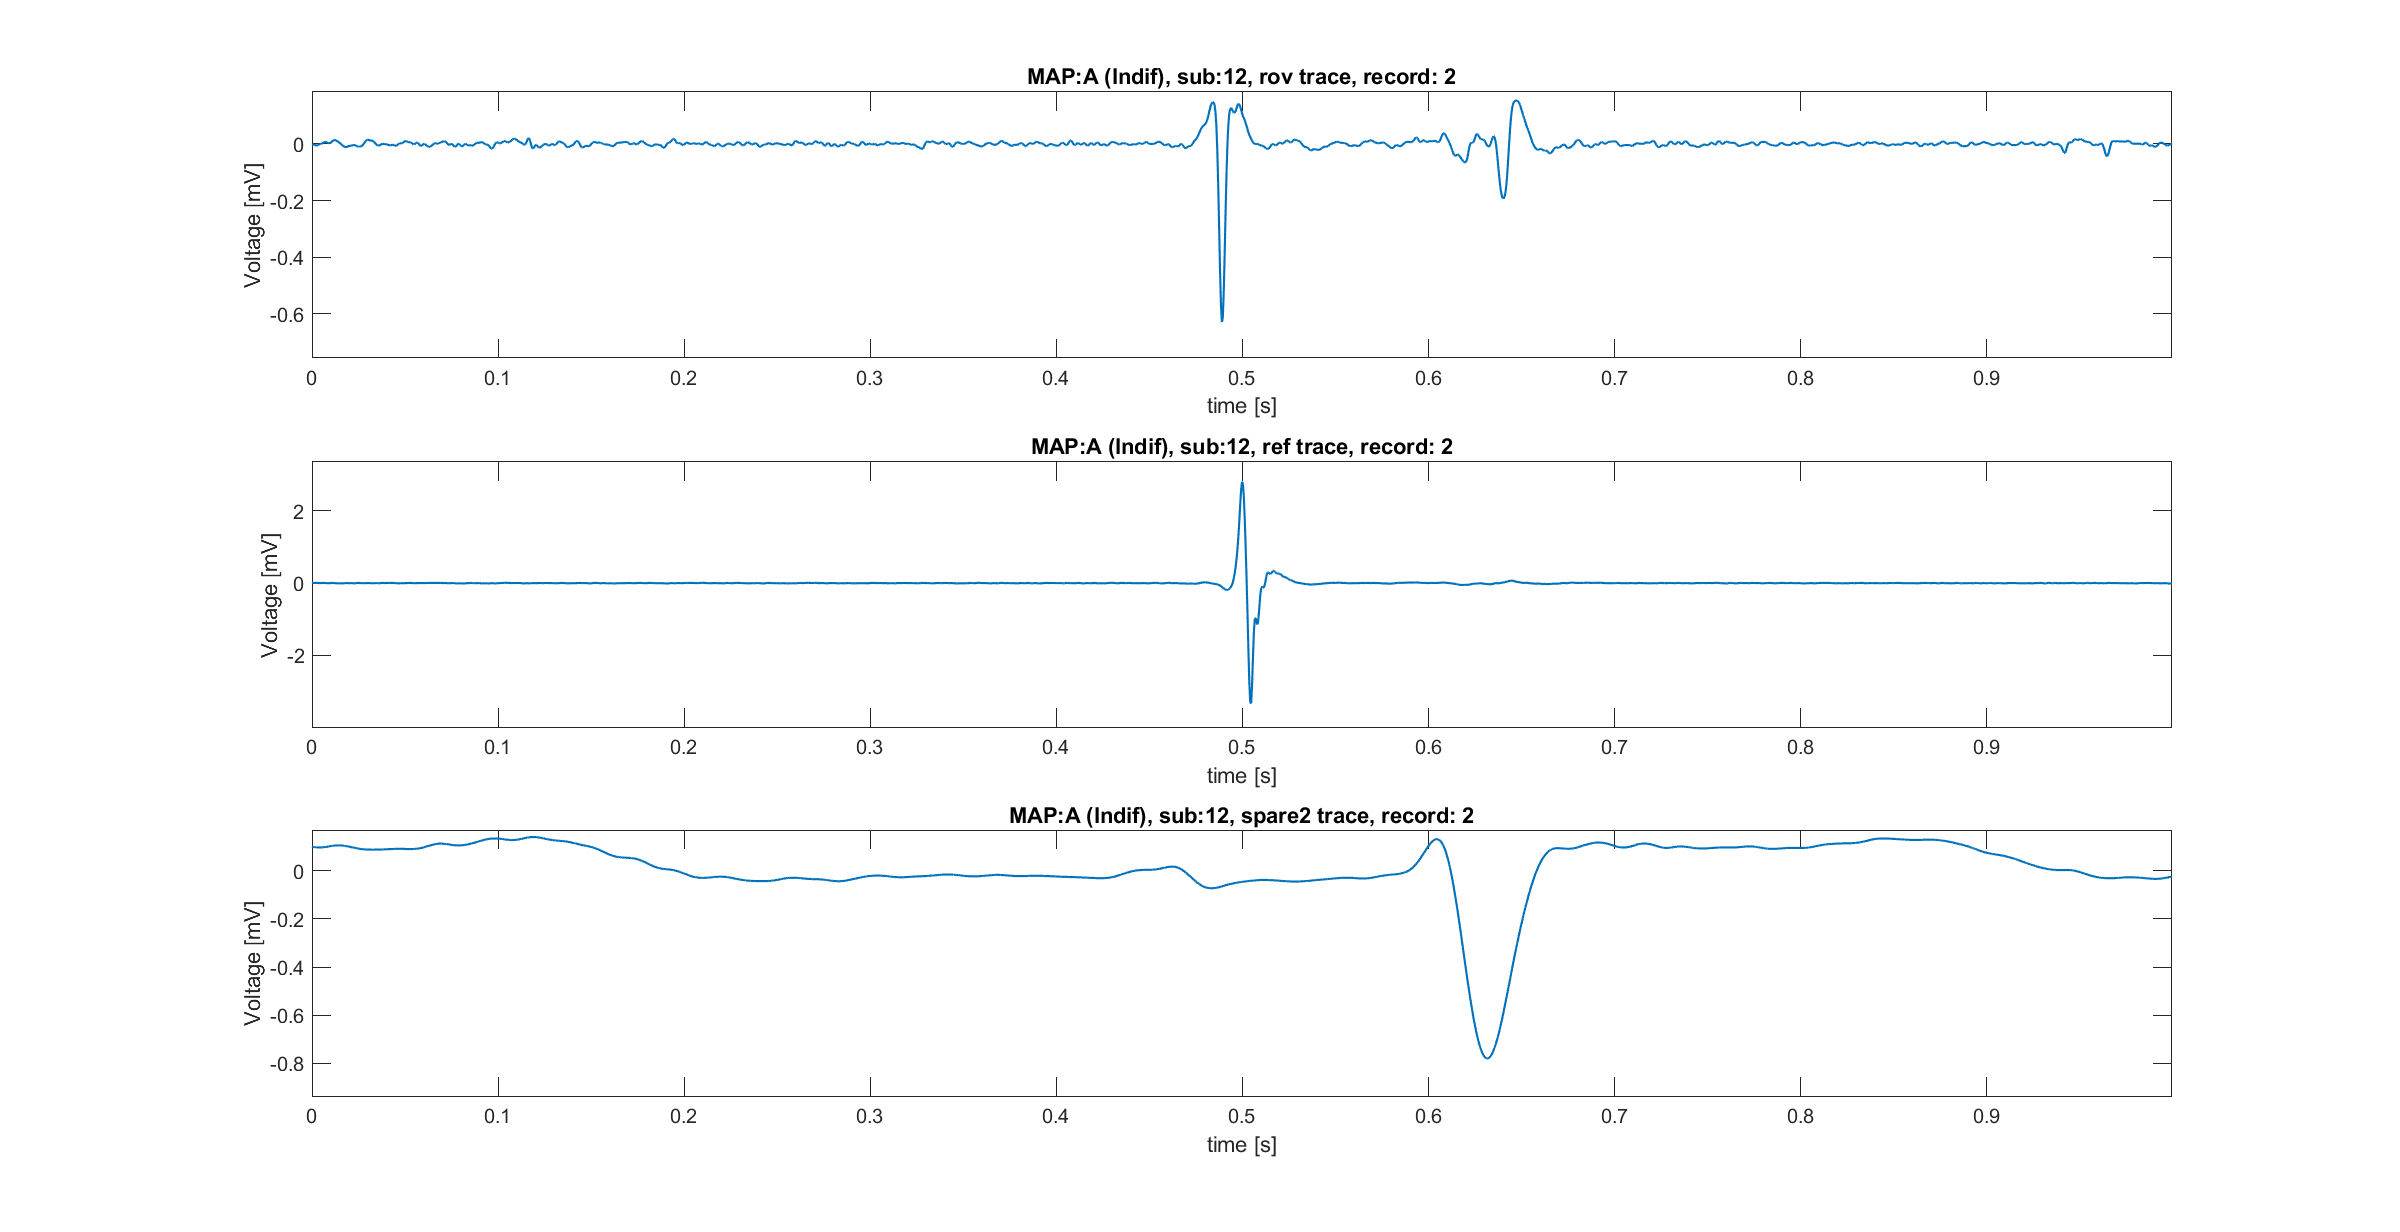 MAP:A (Indif), sub:12, rov trace, record: 2
Voltage [mV]
0
-0.2
-0.4
-0.6
0 0.1 0.2 0.3 0.4 0.5 0.6 0.7 0.8 0.9
time [s]
MAP:A (Indif), sub:12, ref trace, record: 2
Voltage [mV]
2
0
-2
0 0.1 0.2 0.3 0.4 0.5 0.6 0.7 0.8 0.9
time [s]
MAP:A (Indif), sub:12, spare2 trace, record: 2
Voltage [mV]
0
-0.2
-0.4
-0.6
-0.8
0 0.1 0.2 0.3 0.4 0.5 0.6 0.7 0.8 0.9
time [s]